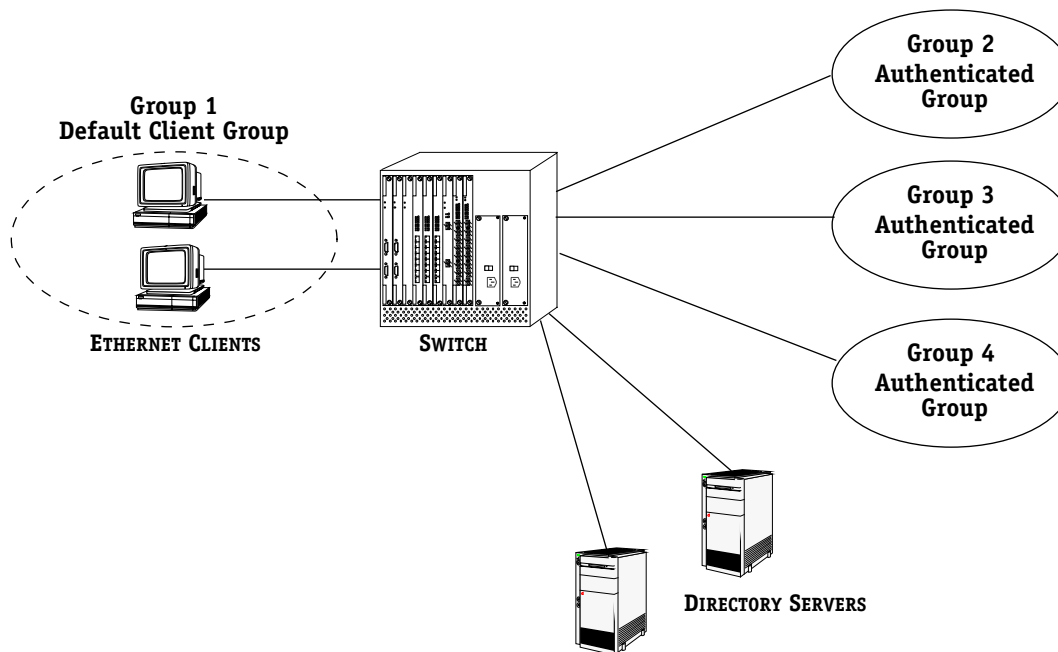 Group 2
Authenticated
Group
Group 1
Default Client Group
Group 3
Authenticated
Group
ETHERNET CLIENTS
SWITCH
Group 4
Authenticated
Group
DIRECTORY SERVERS